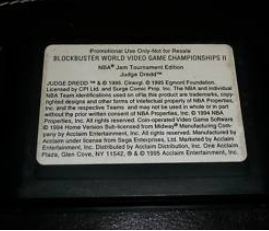 Promotional Use Only-Not for Resale
BLOCKBUSTER WORLD VIDEO GAME CHAMPIONSHIPS II
NBA® Jam Tournament Edition
Judge Dredd™
JUDGE DREDD ™ & © 1995, Cinergi. © 1995 Egmont Foundation.
Licensed by CPI Ltd. and Surge Comic Prop. Inc. The NBA and individual
NBA Team identifications used on or in this product are trademarks, copy-
righted designs and other forms of intellectual property of NBA Properties,
Inc. and the respective Teams and may not be used in whole or in part
without the prior written consent of NBA Properties, Inc. © 1994 NBA
Properties, Inc. All rights reserved. Coin-operated Video Game Software
© 1994 Home Version Sub-licensed from Midway® Manufacturing Com-
pany by Acclaim Entertainment, Inc. All rights reserved. Manufactured by
Acclaim under license from Sega Enterprises, Ltd. Marketed by Acclaim
Entertainment, Inc. Distributed by Acclaim Distribution, Inc. One Acclaim
Plaza, Glen Cove, NY 11542, ® & © 1995 Acclaim Entertainment, Inc.